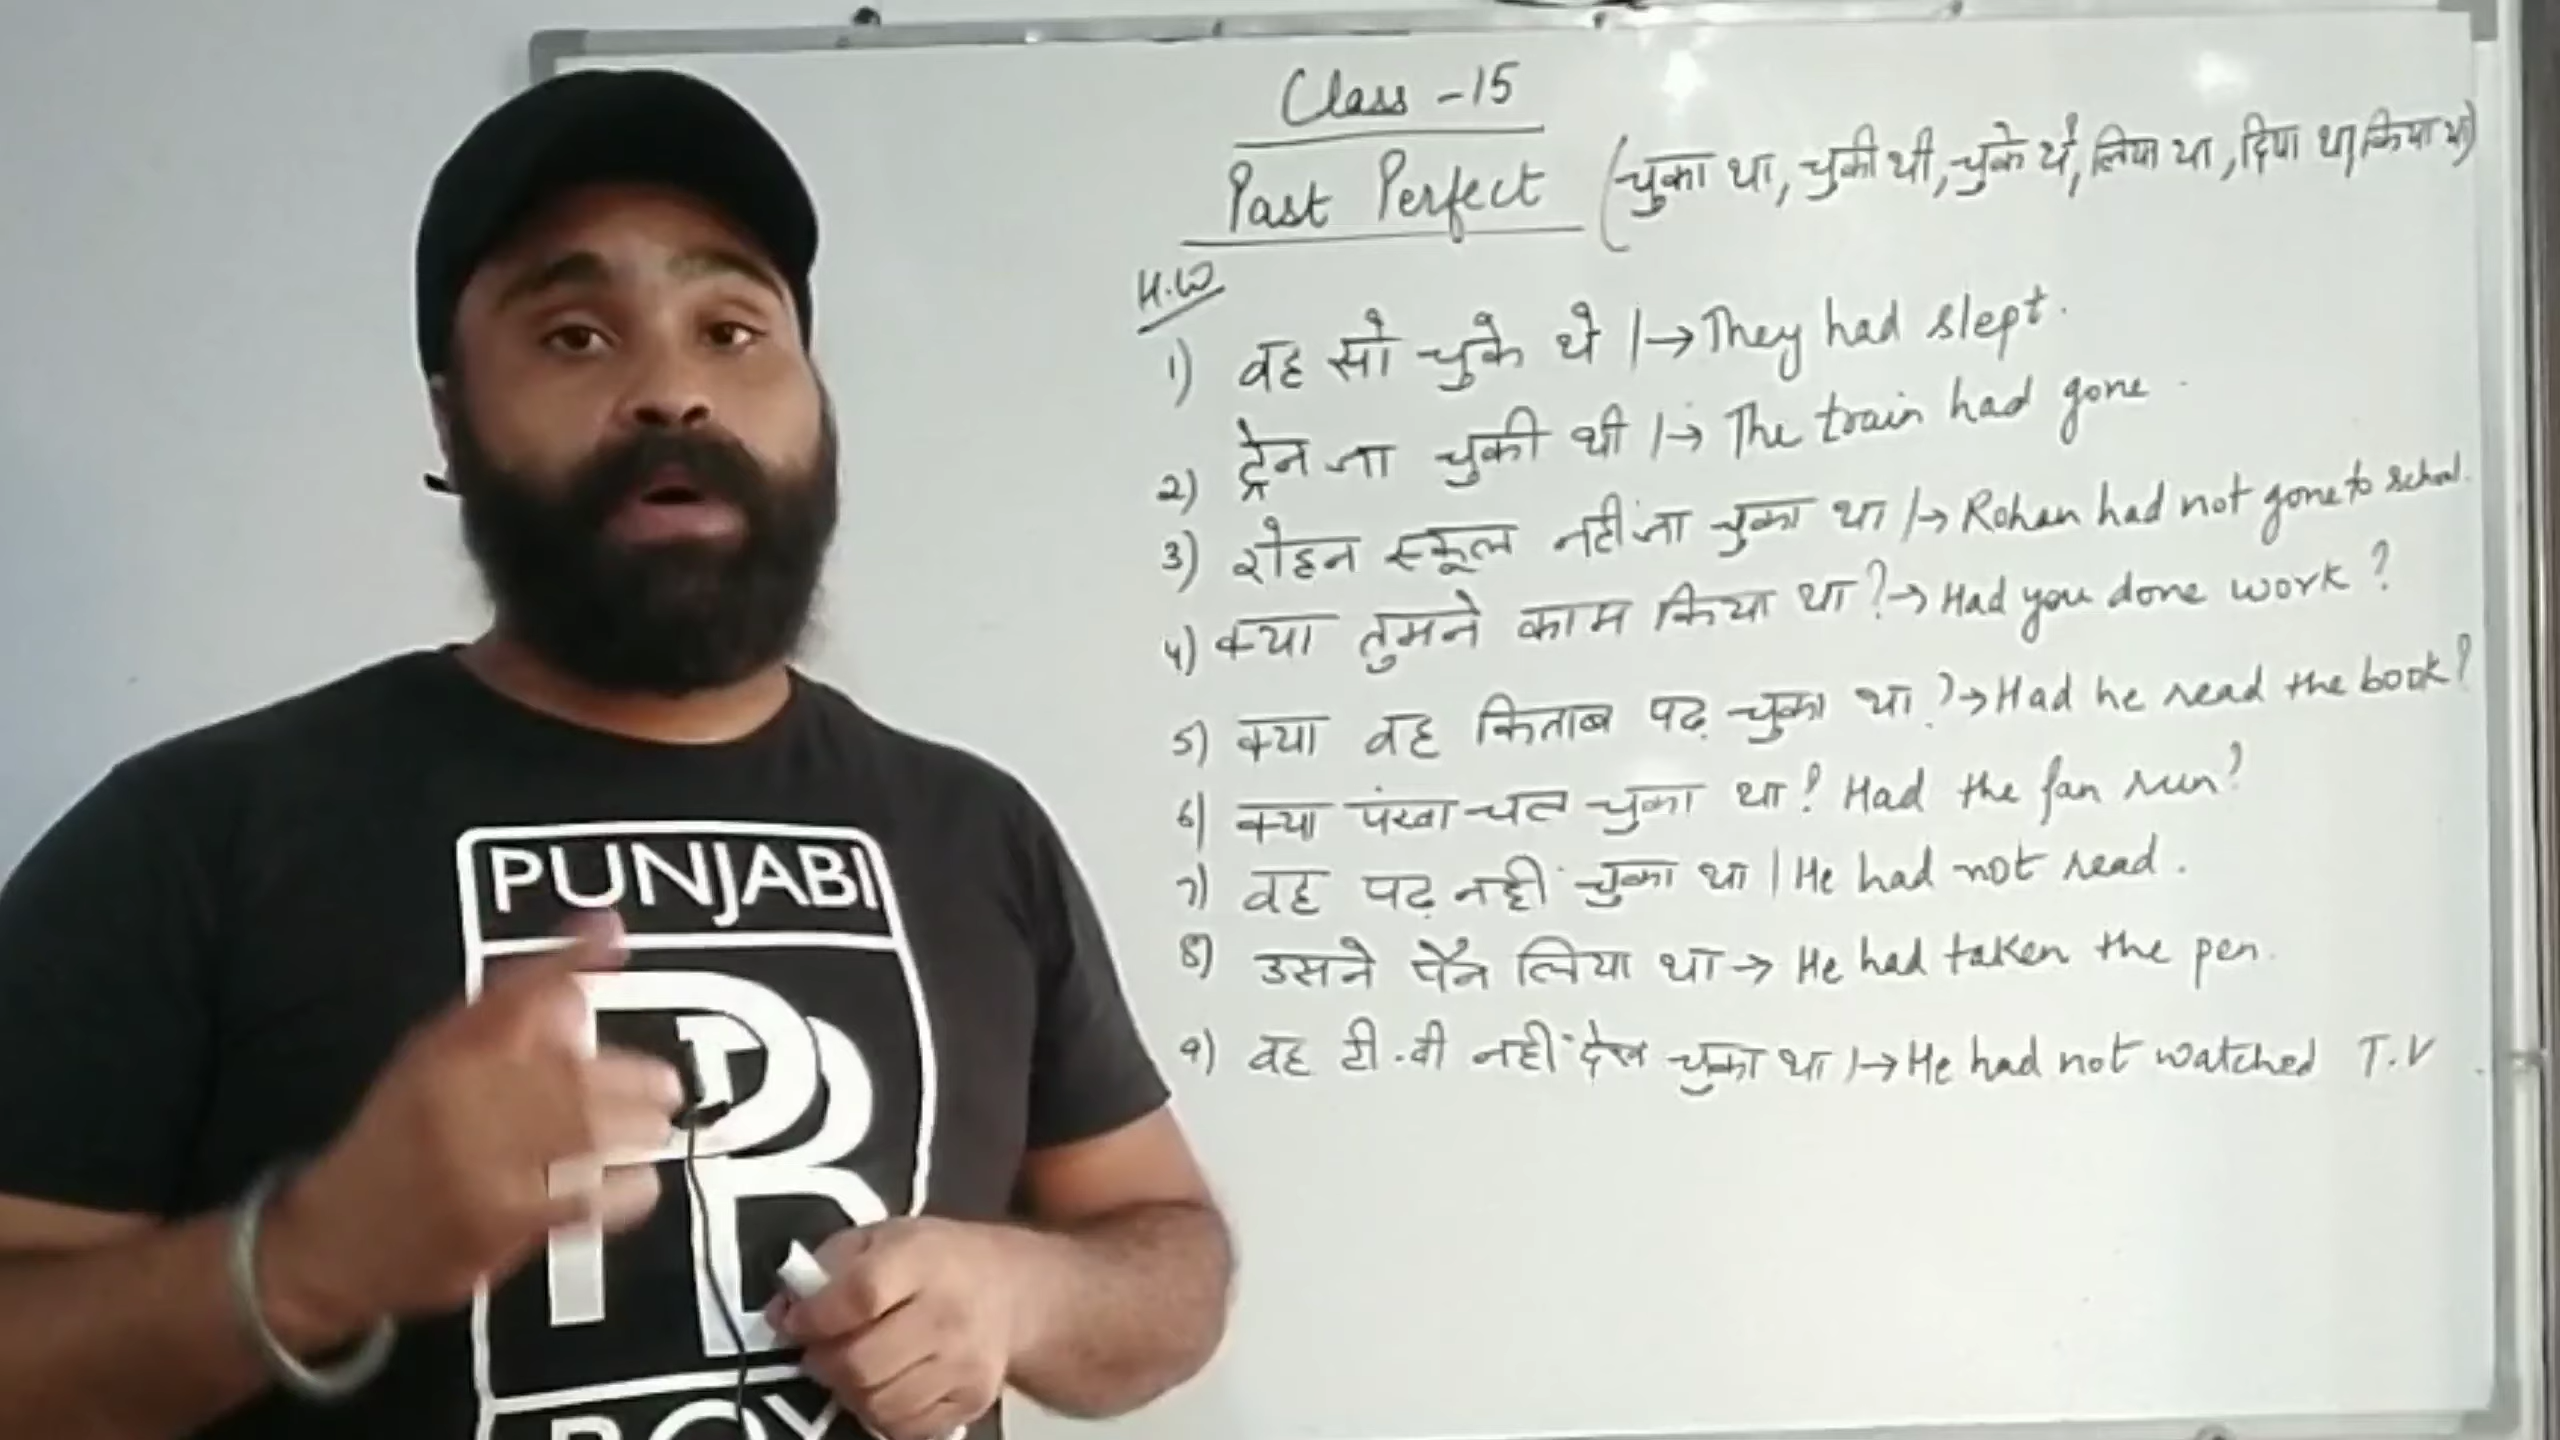 Class -15
Past Perfect (चुका था, चुकी थी, चुके थे, लिया था, दिया था, किया था)
H.W
1) वह सो चुके थे । → They had slept.
2) ट्रेन जा चुकी थी । → The train had gone.
3) रोहन स्कूल नहीं जा चुका था । → Rohan had not gone to school.
4) क्या तुमने काम किया था ? → Had you done work ?
5) क्या वह किताब पढ़ चुका था ? → Had he read the book ?
6) क्या पंखा चल चुका था ? Had the fan run ?
7) वह पढ़ नहीं चुका था । He had not read.
8) उसने पैन लिया था → He had taken the pen.
9) वह टी.वी नहीं देख चुका था । → He had not watched T.V
PUNJABI
PB
BOY